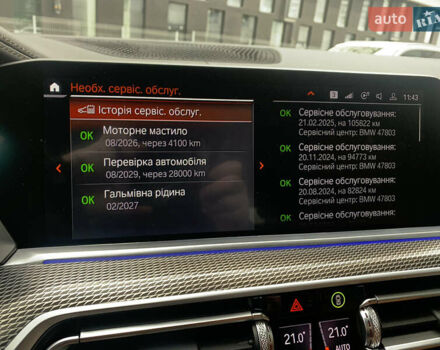 auto
RIA
Необх. сервіс. обслуг.
3
11:43
Історія сервіс. обслуг.
OK Моторне мастило
08/2026, через 4100 km
OK Перевірка автомобіля
08/2029, через 28000 km
OK Гальмівна рідина
02/2027
OK Сервісне обслуговування:
21.02.2025, на 105822 km
Сервісний центр: BMW 47803
OK Сервісне обслуговування:
20.11.2024, на 94773 km
Сервісний центр: BMW 47803
OK Сервісне обслуговування:
20.08.2024, на 82824 km
Сервісний центр: BMW 47803
OK Сервісне обслуговування:
21.0
21.0
AUTO